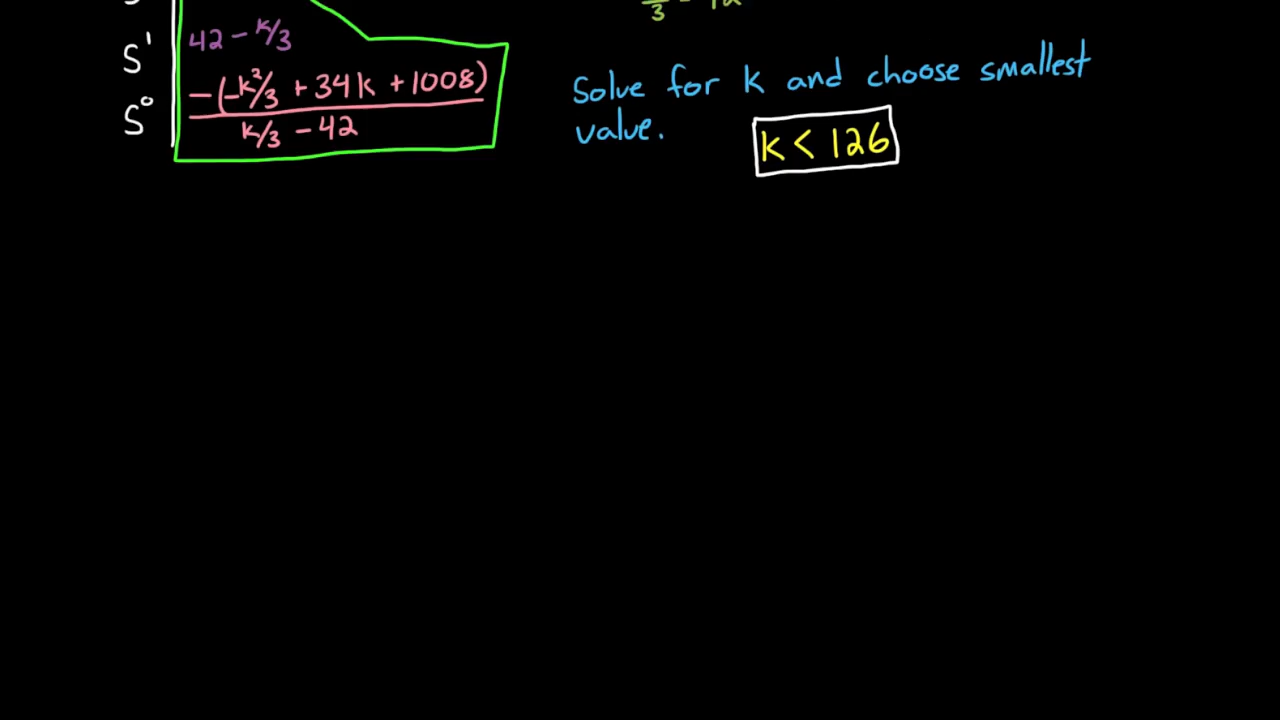 S¹ 42 - k/3
S⁰ -(-k²/3 + 34k + 1008)
k/3 - 42
Solve for k and choose smallest
value.
k < 126